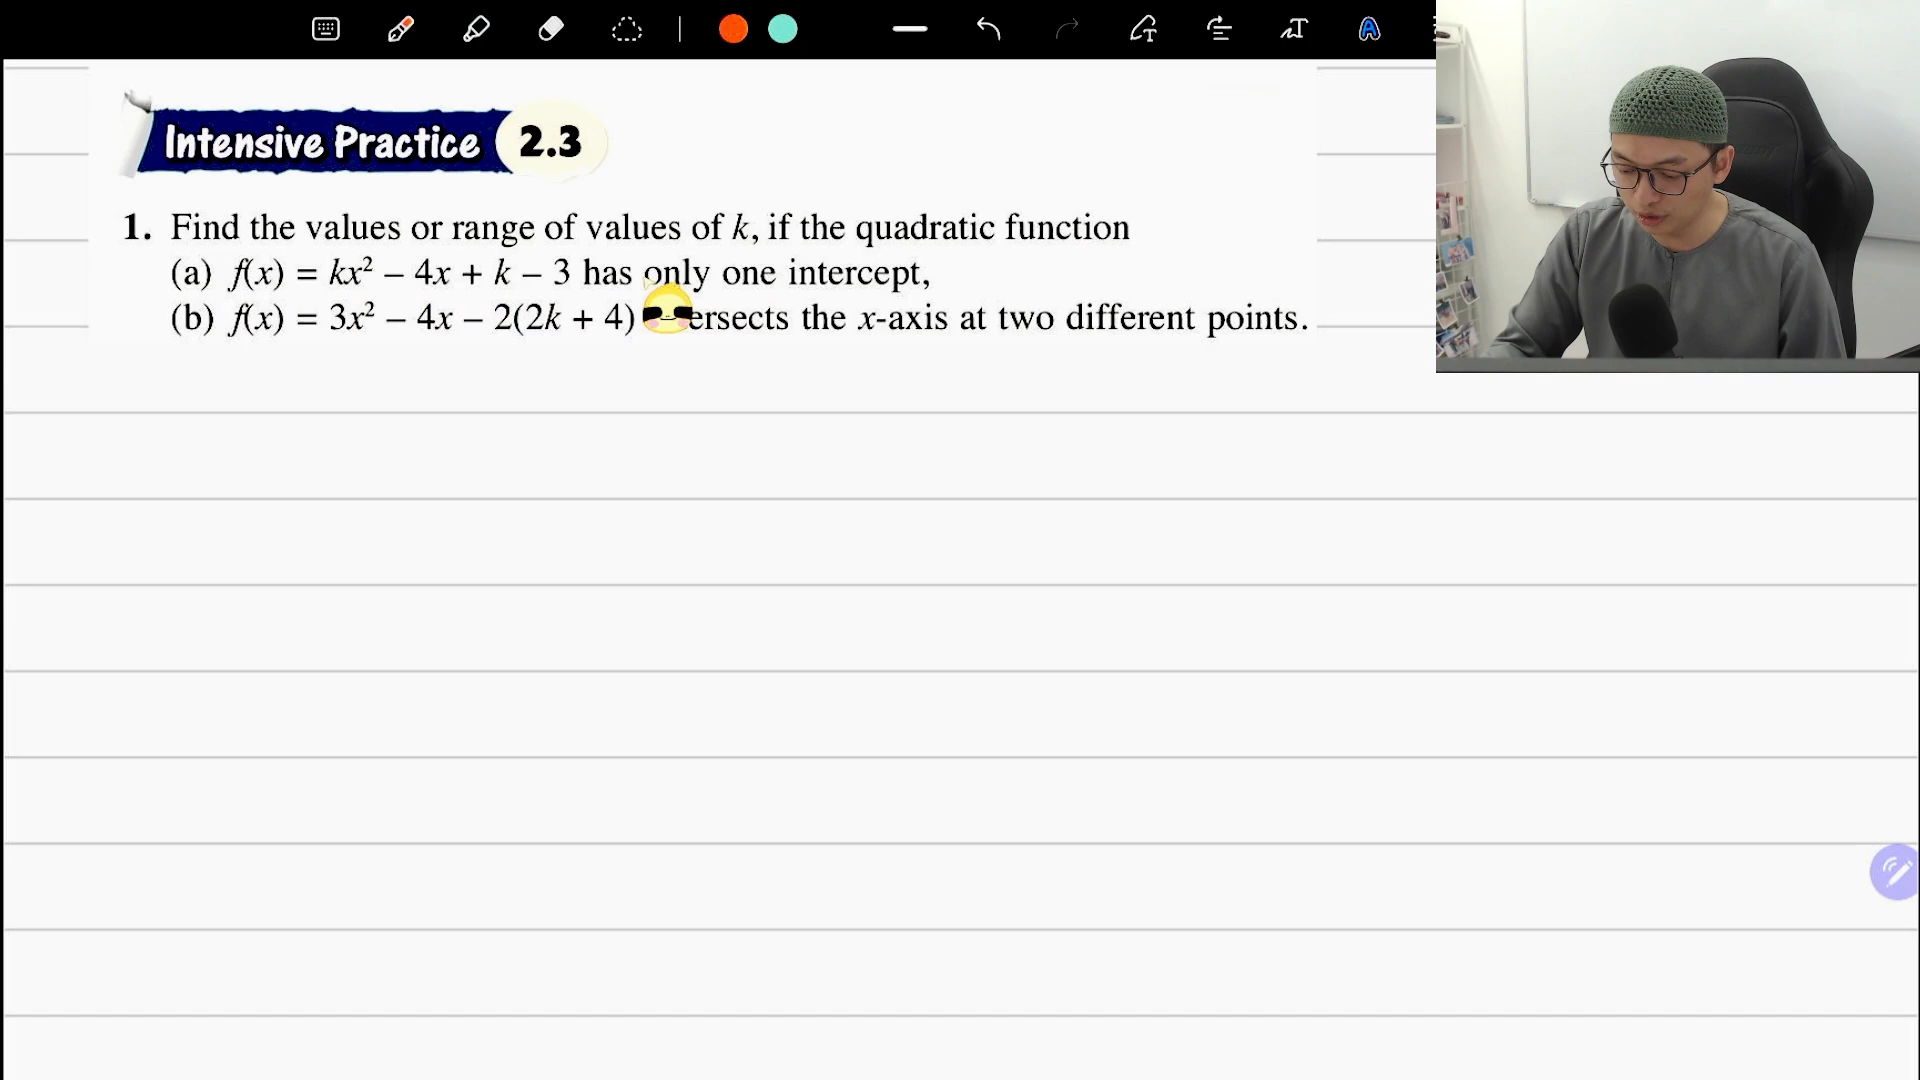 Intensive Practice 2.3
1. Find the values or range of values of k, if the quadratic function
(a) f(x) = kx² – 4x + k – 3 has only one intercept,
(b) f(x) = 3x² – 4x – 2(2k + 4) ersects the x-axis at two different points.